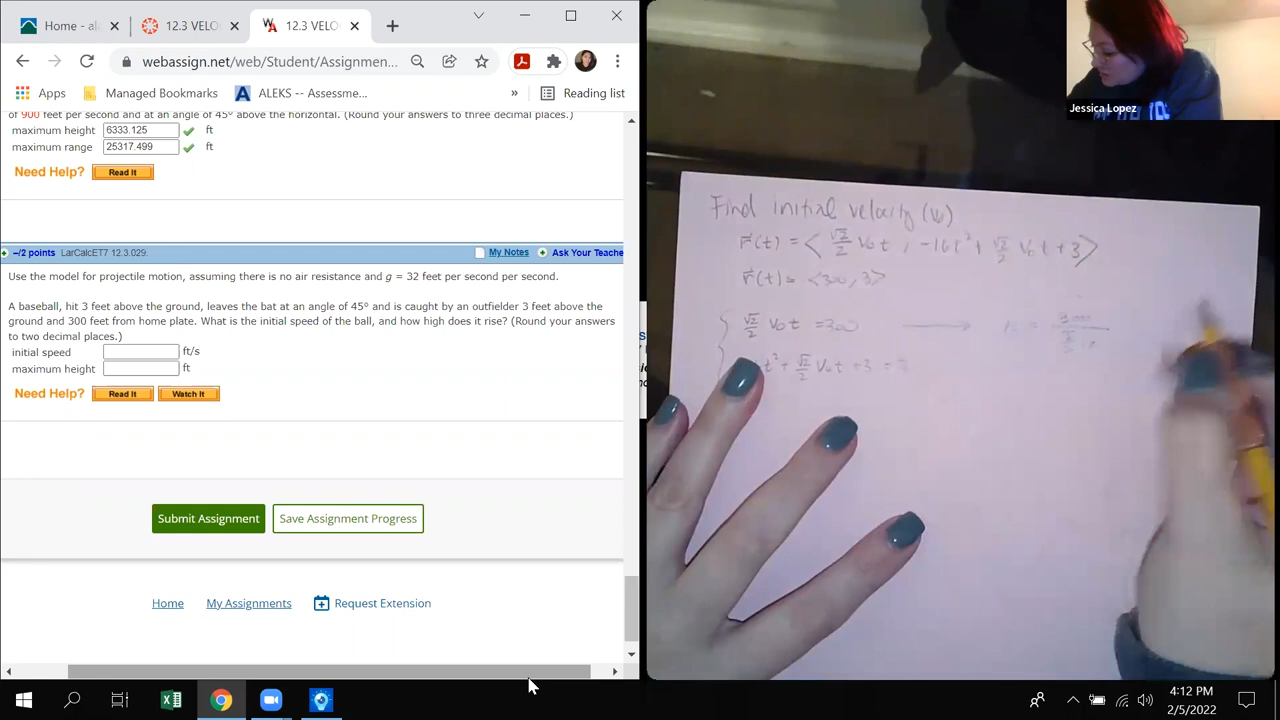 Home - al
12.3 VELO
12.3 VELO
webassign.net/web/Student/Assignmen...
Apps
Managed Bookmarks
ALEKS -- Assessme...
»
Reading list
of 900 feet per second and at an angle of 45° above the horizontal. (Round your answers to three decimal places.)
maximum height 6333.125 ft
maximum range 25317.499 ft
Need Help? Read It
–/2 points LarCalcET7 12.3.029. My Notes Ask Your Teache
Use the model for projectile motion, assuming there is no air resistance and g = 32 feet per second per second.
A baseball, hit 3 feet above the ground, leaves the bat at an angle of 45° and is caught by an outfielder 3 feet above the
ground and 300 feet from home plate. What is the initial speed of the ball, and how high does it rise? (Round your answers
to two decimal places.)
initial speed ft/s
maximum height ft
Need Help? Read It Watch It
Submit Assignment Save Assignment Progress
Home My Assignments Request Extension
Jessica Lopez
Find initial velocity (v₀)
r⃗(t) = < √2/2 v₀t , -16t² + √2/2 v₀t + 3 >
r⃗(t) = <300, 3>
√2/2 v₀t = 300
t² + √2/2 v₀t + 3 =
4:12 PM
2/5/2022